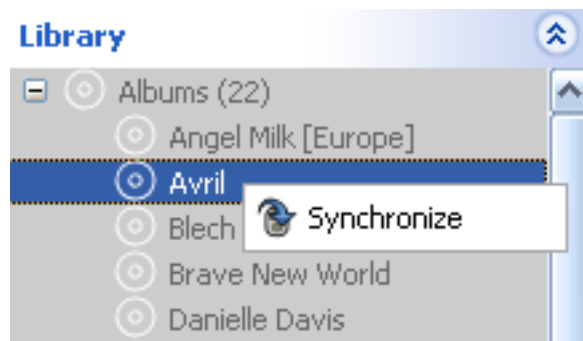 Library
Albums (22)
Angel Milk [Europe]
Avril
Synchronize
Blech
Brave New World
Danielle Davis